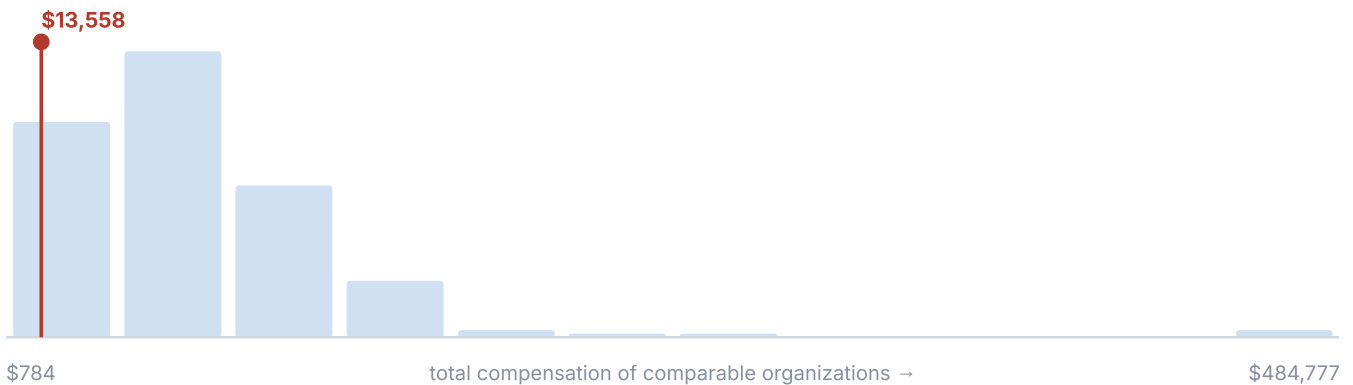 $13,558
$784 total compensation of comparable organizations → $484,777